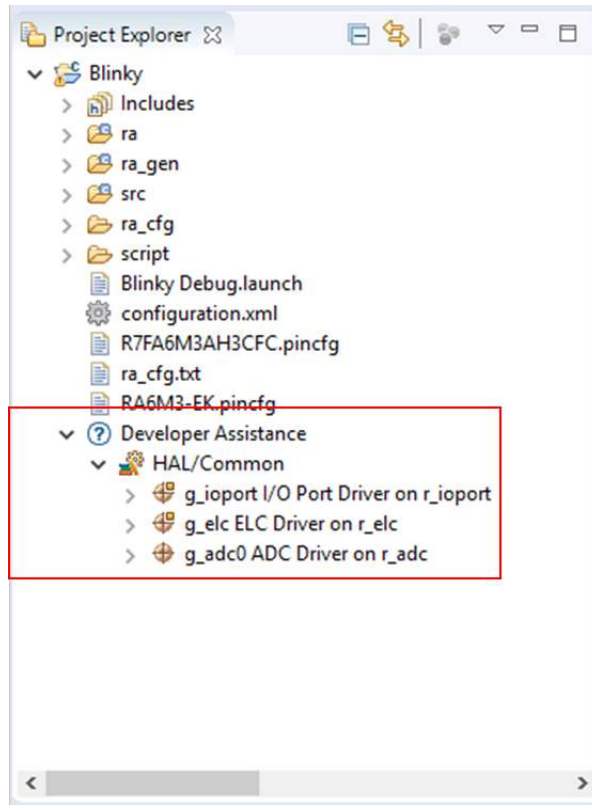 Project Explorer
Blinky
Includes
ra
ra_gen
src
ra_cfg
script
Blinky Debug.launch
configuration.xml
R7FA6M3AH3CFC.pincfg
ra_cfg.txt
RA6M3-EK.pincfg
Developer Assistance
HAL/Common
g_ioport I/O Port Driver on r_ioport
g_elc ELC Driver on r_elc
g_adc0 ADC Driver on r_adc